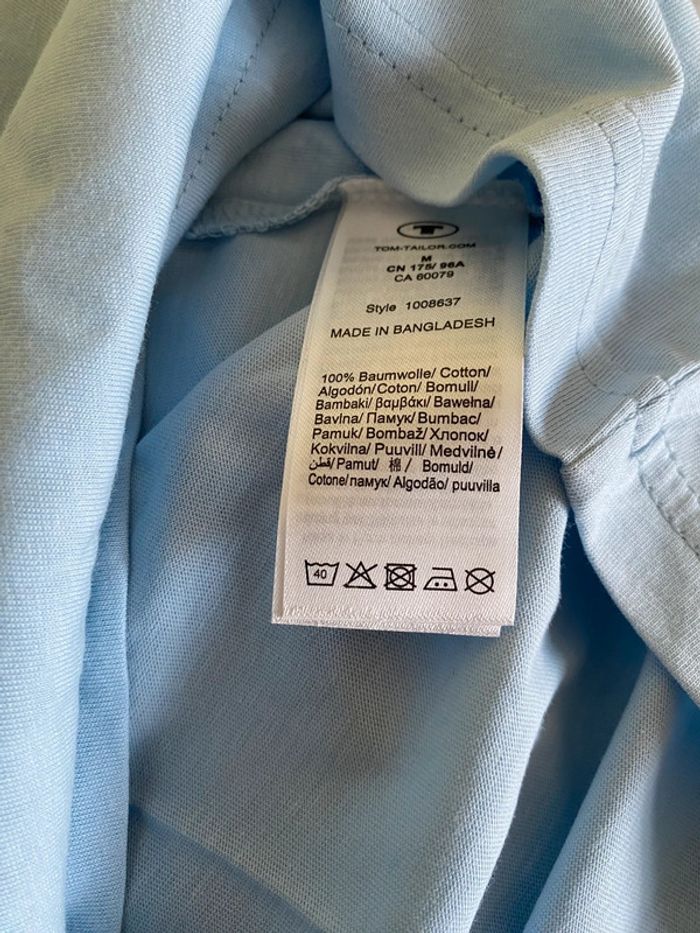 T
TOM-TAILOR.COM
M
CN 175/ 96A
CA 60079
Style 1008637
MADE IN BANGLADESH
100% Baumwolle/ Cotton/
Algodón/Coton/ Bomull/
Bambaki/ βαμβάκι/ Bawełna/
Bavlna/ Памук/ Bumbac/
Pamuk/ Bombaž/ Хлопок/
Kokvilna/ Puuvill/ Medvilnė/
قطن/ Pamut/ 棉/ Bomuld/
Cotone/ памук/ Algodão/ puuvilla
40